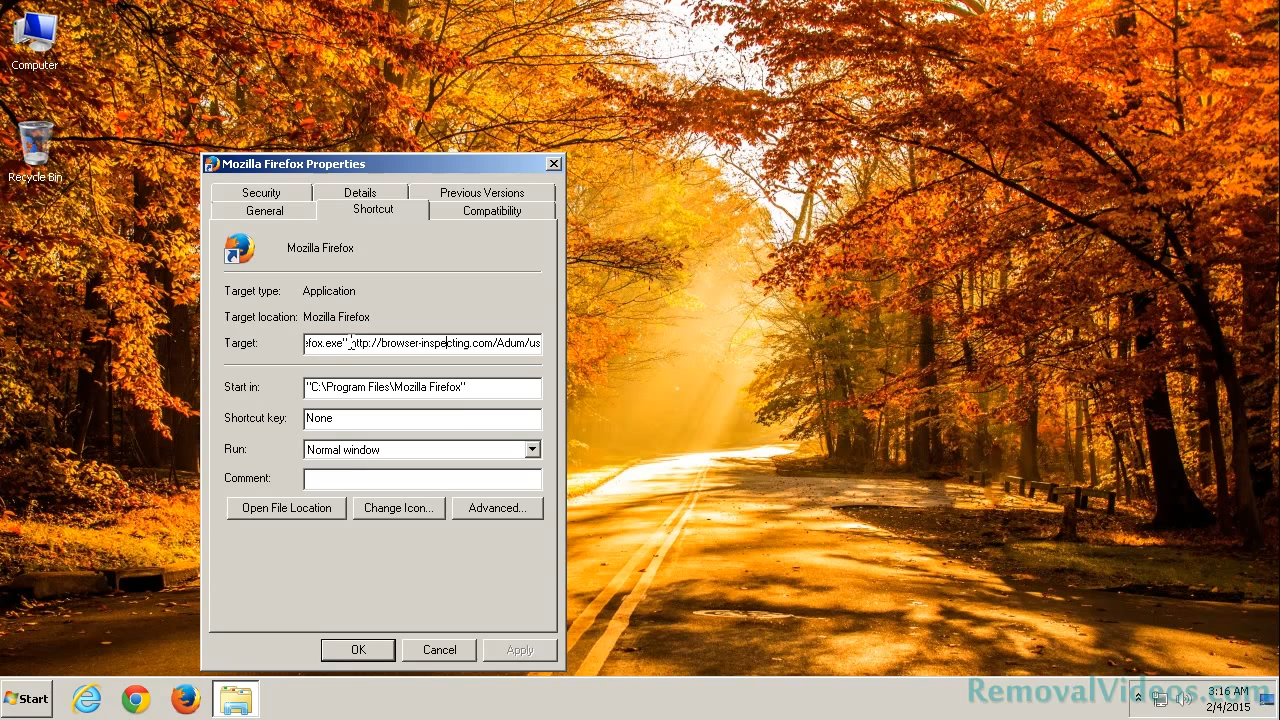 Computer
Recycle Bin
Mozilla Firefox Properties
Security Details Previous Versions
General Shortcut Compatibility
Mozilla Firefox
Target type: Application
Target location: Mozilla Firefox
Target: fox.exe" http://browser-inspecting.com/Adum/us
Start in: "C:\Program Files\Mozilla Firefox"
Shortcut key: None
Run: Normal window
Comment:
Open File Location Change Icon... Advanced...
OK Cancel Apply
Start
RemovalVideos.com
3:16 AM
2/4/2015